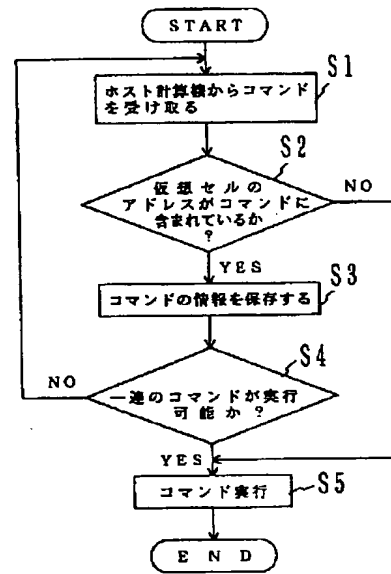 START
S1
ホスト計算機からコマンド
を受け取る
S2
仮想セルの
アドレスがコマンドに
含まれているか
?
NO
YES
S3
コマンドの情報を保存する
S4
一連のコマンドが実行
可能か?
NO
YES
S5
コマンド実行
END